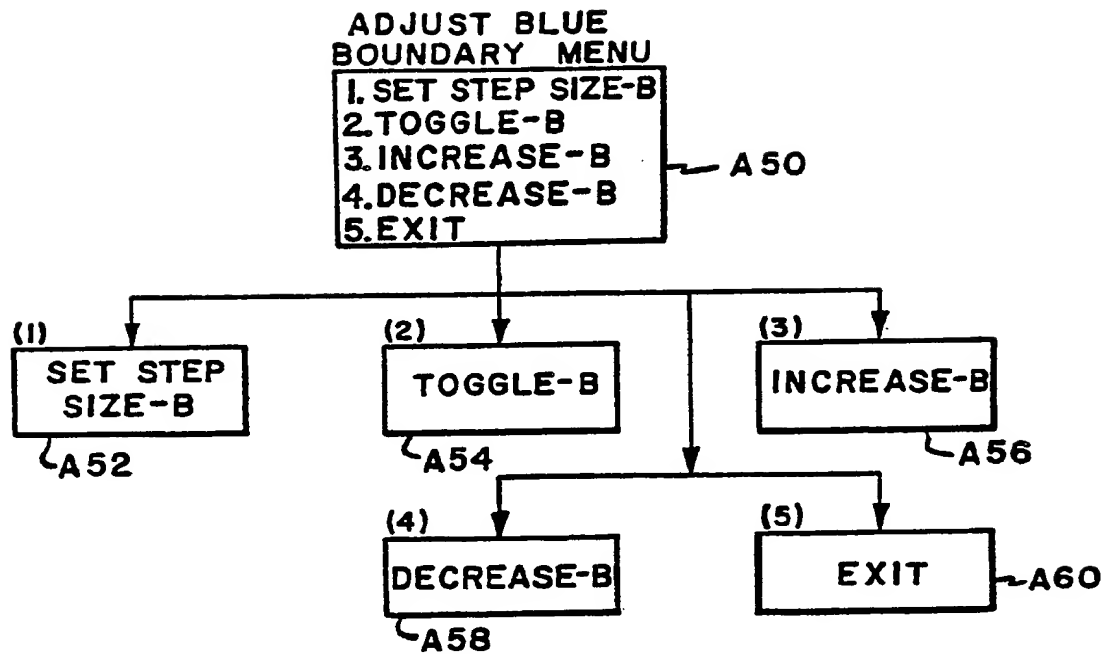 ADJUST BLUE
BOUNDARY MENU
1. SET STEP SIZE-B
2. TOGGLE-B
3. INCREASE-B
4. DECREASE-B
5. EXIT
A50
(1)
SET STEP
SIZE-B
A52
(2)
TOGGLE-B
A54
(3)
INCREASE-B
A56
(4)
DECREASE-B
A58
(5)
EXIT
A60